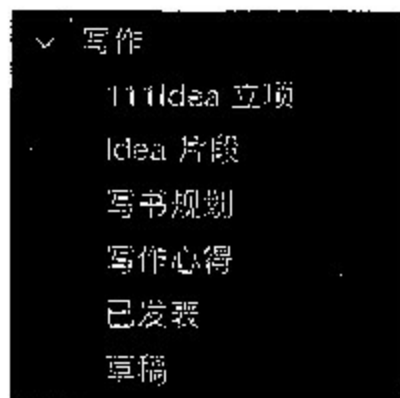 写作
111Idea 立项
Idea 片段
写书规划
写作心得
已发表
草稿